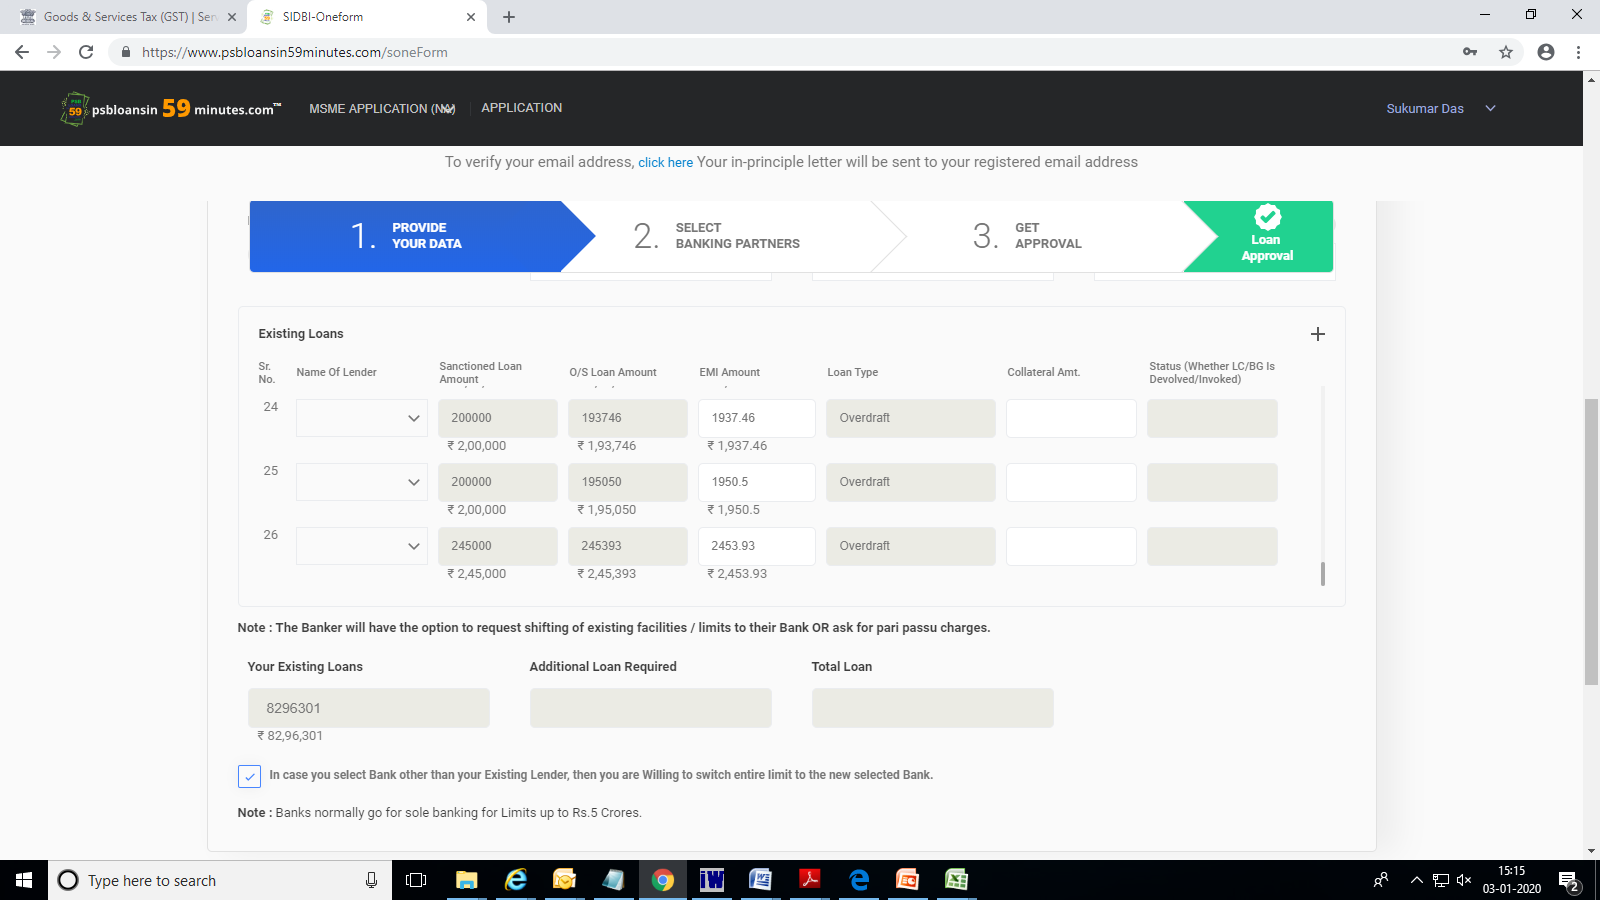 Goods & Services Tax (GST) | Ser
SIDBI-Oneform
https://www.psbloansin59minutes.com/soneForm
PSB
59
psbloansin 59 minutes.com™
MSME APPLICATION
APPLICATION
Sukumar Das
To verify your email address, click here Your in-principle letter will be sent to your registered email address
1. PROVIDE
YOUR DATA
2. SELECT
BANKING PARTNERS
3. GET
APPROVAL
Loan
Approval
Existing Loans
Sr. No. Name Of Lender Sanctioned Loan Amount O/S Loan Amount EMI Amount Loan Type Collateral Amt. Status (Whether LC/BG Is Devolved/Invoked)
24 200000 193746 1937.46 Overdraft
₹ 2,00,000 ₹ 1,93,746 ₹ 1,937.46
25 200000 195050 1950.5 Overdraft
₹ 2,00,000 ₹ 1,95,050 ₹ 1,950.5
26 245000 245393 2453.93 Overdraft
₹ 2,45,000 ₹ 2,45,393 ₹ 2,453.93
Note : The Banker will have the option to request shifting of existing facilities / limits to their Bank OR ask for pari passu charges.
Your Existing Loans Additional Loan Required Total Loan
8296301
₹ 82,96,301
In case you select Bank other than your Existing Lender, then you are Willing to switch entire limit to the new selected Bank.
Note : Banks normally go for sole banking for Limits up to Rs.5 Crores.
Type here to search
15:15
03-01-2020
2